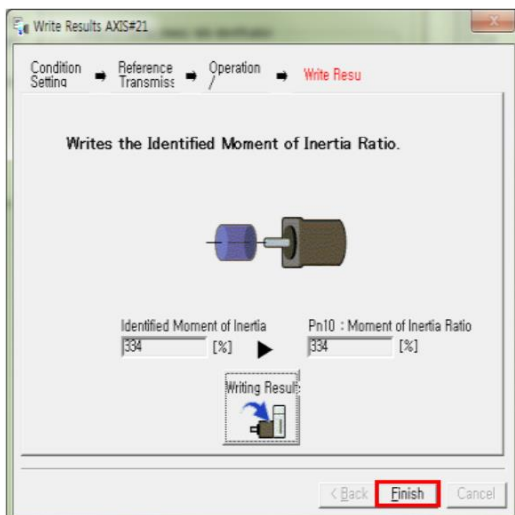 Write Results AXIS#21
Condition Setting
Reference Transmiss
Operation /
Write Resu
Writes the Identified Moment of Inertia Ratio.
Identified Moment of Inertia
334 [%]
Pn10 : Moment of Inertia Ratio
334 [%]
Writing Result
< Back
Finish
Cancel